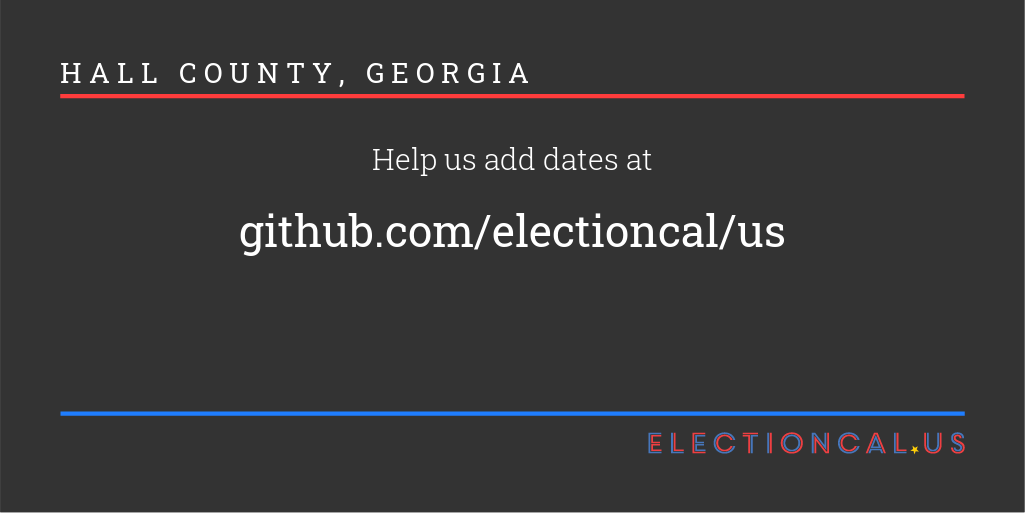 HALL COUNTY, GEORGIA
Help us add dates at
github.com/electioncal/us
ELECTIONCAL.US